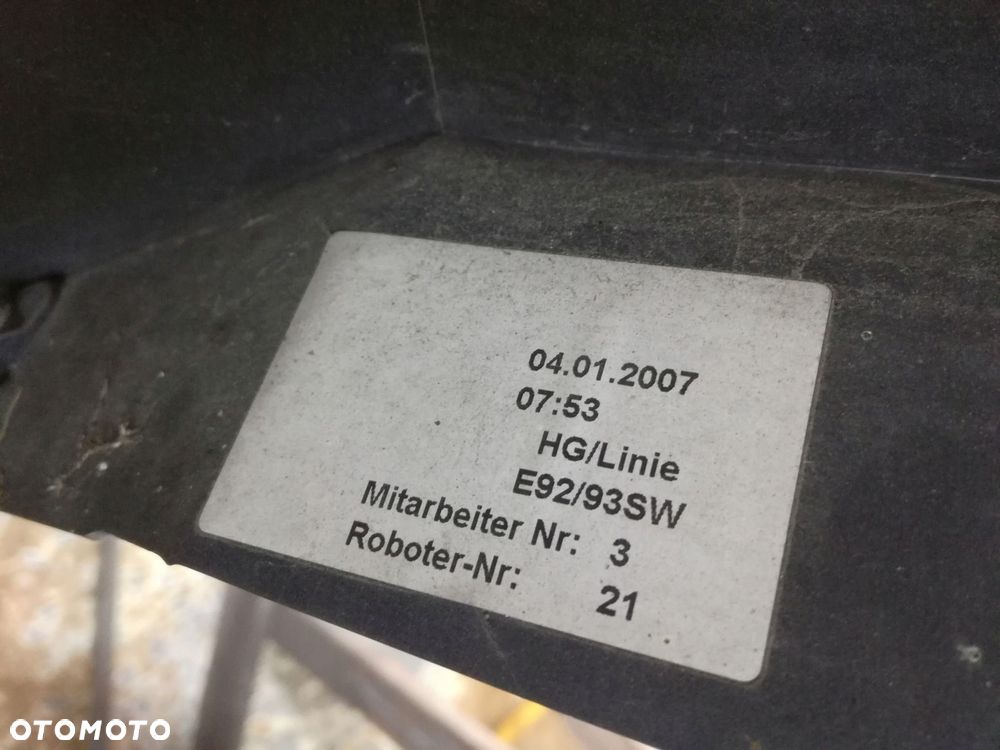 04.01.2007
07:53
HG/Linie
E92/93SW
Mitarbeiter Nr: 3
Roboter-Nr: 21
OTOMOTO